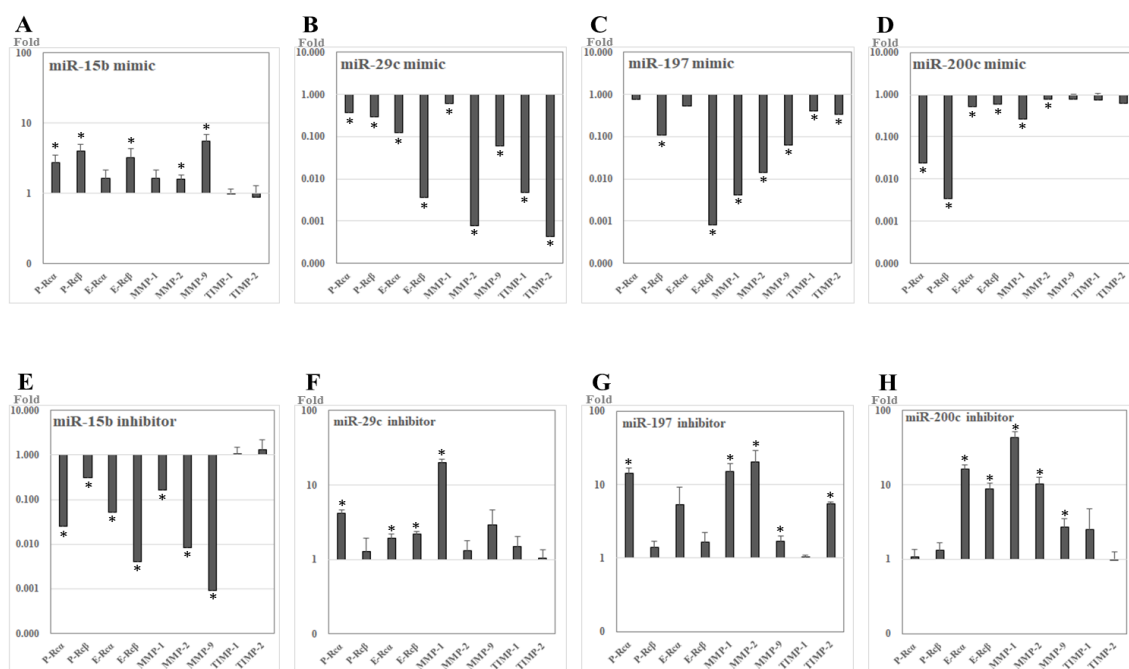 A
Fold
100
10
1
0
miR-15b mimic
*
*
*
*
*
P-Rcα
P-Rcβ
E-Rcα
E-Rcβ
MMP-1
MMP-2
MMP-9
TIMP-1
TIMP-2
B
Fold
10.000
1.000
0.100
0.010
0.001
0.000
miR-29c mimic
*
*
*
*
*
*
*
*
*
P-Rcα
P-Rcβ
E-Rcα
E-Rcβ
MMP-1
MMP-2
MMP-9
TIMP-1
TIMP-2
C
Fold
10.000
1.000
0.100
0.010
0.001
0.000
miR-197 mimic
*
*
*
*
*
*
*
P-Rcα
P-Rcβ
E-Rcα
E-Rcβ
MMP-1
MMP-2
MMP-9
TIMP-1
TIMP-2
D
Fold
10.000
1.000
0.100
0.010
0.001
0.000
miR-200c mimic
*
*
*
*
*
*
P-Rcα
P-Rcβ
E-Rcα
E-Rcβ
MMP-1
MMP-2
MMP-9
TIMP-1
TIMP-2
E
Fold
10.000
1.000
0.100
0.010
0.001
0.000
miR-15b inhibitor
*
*
*
*
*
*
*
P-Rcα
P-Rcβ
E-Rcα
E-Rcβ
MMP-1
MMP-2
MMP-9
TIMP-1
TIMP-2
F
Fold
100
10
1
0
miR-29c inhibitor
*
*
*
*
P-Rcα
P-Rcβ
E-Rcα
E-Rcβ
MMP-1
MMP-2
MMP-9
TIMP-1
TIMP-2
G
Fold
100
10
1
0
miR-197 inhibitor
*
*
*
*
*
P-Rcα
P-Rcβ
E-Rcα
E-Rcβ
MMP-1
MMP-2
MMP-9
TIMP-1
TIMP-2
H
Fold
100
10
1
0
miR-200c inhibitor
*
*
*
*
*
P-Rcα
P-Rcβ
E-Rcα
E-Rcβ
MMP-1
MMP-2
MMP-9
TIMP-1
TIMP-2